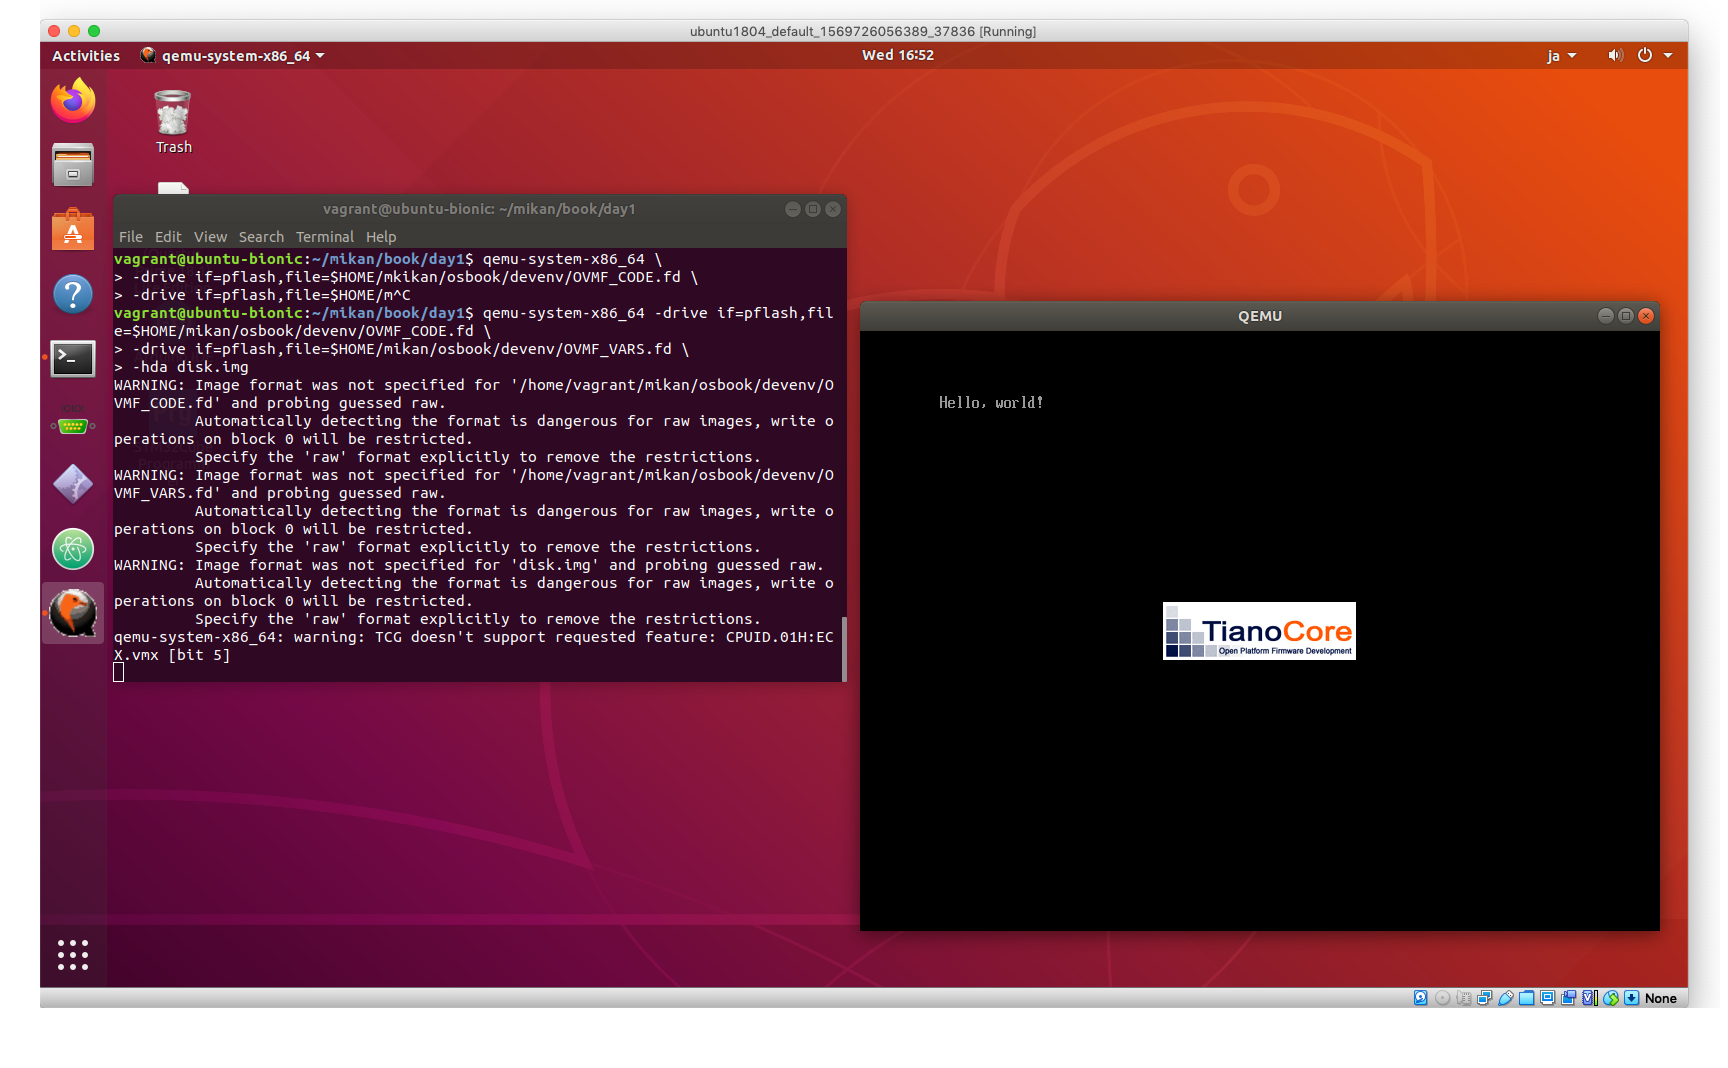 ubuntu1804_default_1569726056389_37836 [Running]
Activities
qemu-system-x86_64
Wed 16:52
ja
Trash
vagrant@ubuntu-bionic: ~/mikan/book/day1
File Edit View Search Terminal Help
vagrant@ubuntu-bionic:~/mikan/book/day1$ qemu-system-x86_64 \
> -drive if=pflash,file=$HOME/mkikan/osbook/devenv/OVMF_CODE.fd \
> -drive if=pflash,file=$HOME/m^C
vagrant@ubuntu-bionic:~/mikan/book/day1$ qemu-system-x86_64 -drive if=pflash,fil
e=$HOME/mikan/osbook/devenv/OVMF_CODE.fd \
> -drive if=pflash,file=$HOME/mikan/osbook/devenv/OVMF_VARS.fd \
> -hda disk.img
WARNING: Image format was not specified for '/home/vagrant/mikan/osbook/devenv/O
VMF_CODE.fd' and probing guessed raw.
         Automatically detecting the format is dangerous for raw images, write o
perations on block 0 will be restricted.
         Specify the 'raw' format explicitly to remove the restrictions.
WARNING: Image format was not specified for '/home/vagrant/mikan/osbook/devenv/O
VMF_VARS.fd' and probing guessed raw.
         Automatically detecting the format is dangerous for raw images, write o
perations on block 0 will be restricted.
         Specify the 'raw' format explicitly to remove the restrictions.
WARNING: Image format was not specified for 'disk.img' and probing guessed raw.
         Automatically detecting the format is dangerous for raw images, write o
perations on block 0 will be restricted.
         Specify the 'raw' format explicitly to remove the restrictions.
qemu-system-x86_64: warning: TCG doesn't support requested feature: CPUID.01H:EC
X.vmx [bit 5]
QEMU
Hello, world!
TianoCore
Open Platform Firmware Development
None